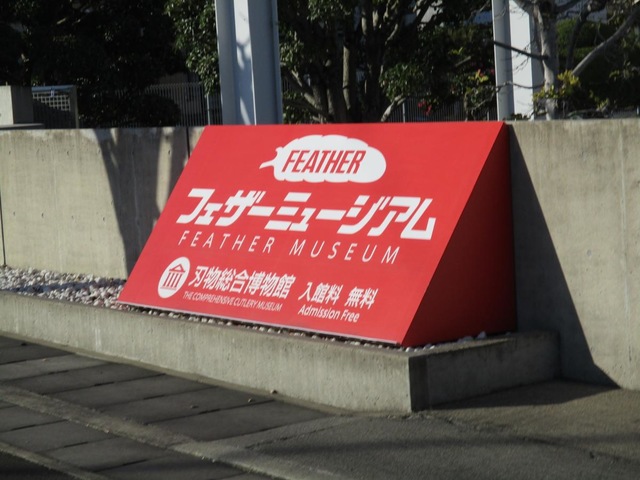 FEATHER
フェザーミュージアム
FEATHER MUSEUM
刃物総合博物館 入館料 無料
THE COMPREHENSIVE CUTLERY MUSEUM Admission Free